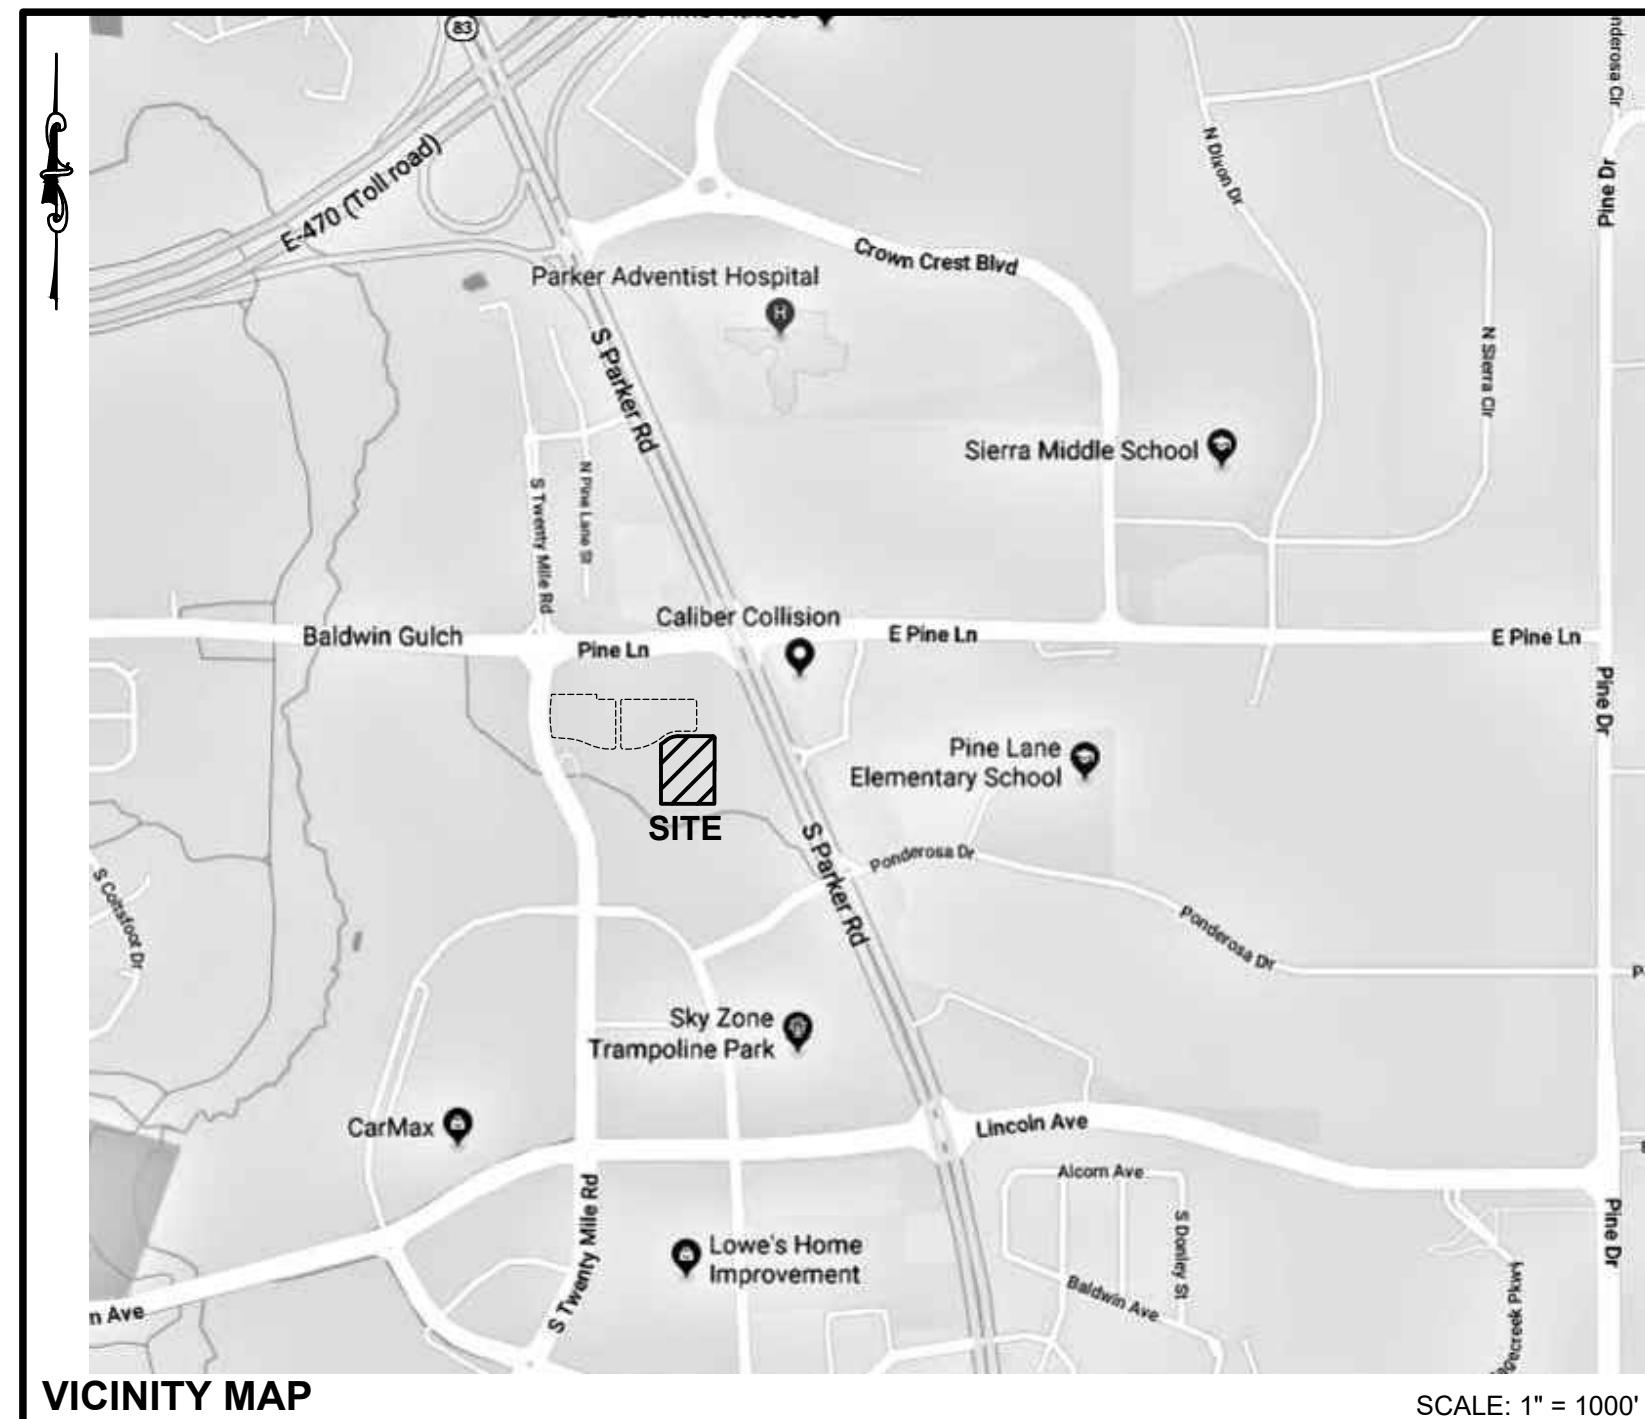 83
E-470 (Toll road)
N Dixon Dr
Pine Dr
Crown Crest Blvd
Parker Adventist Hospital
H
S Parker Rd
N Sierra Cir
Sierra Middle School
S Twenty Mile Rd
N Pine Lane St
Caliber Collision
Baldwin Gulch
Pine Ln
E Pine Ln
E Pine Ln
Pine Dr
Pine Lane
Elementary School
SITE
S Parker Rd
Ponderosa Dr
S Coltsfoot Dr
Ponderosa Dr
Sky Zone
Trampoline Park
CarMax
Lincoln Ave
Alcorn Ave
S Twenty Mile Rd
S Donley St
Pine Dr
Lowe's Home
Improvement
Baldwin Ave
n Ave
VICINITY MAP
SCALE: 1" = 1000'